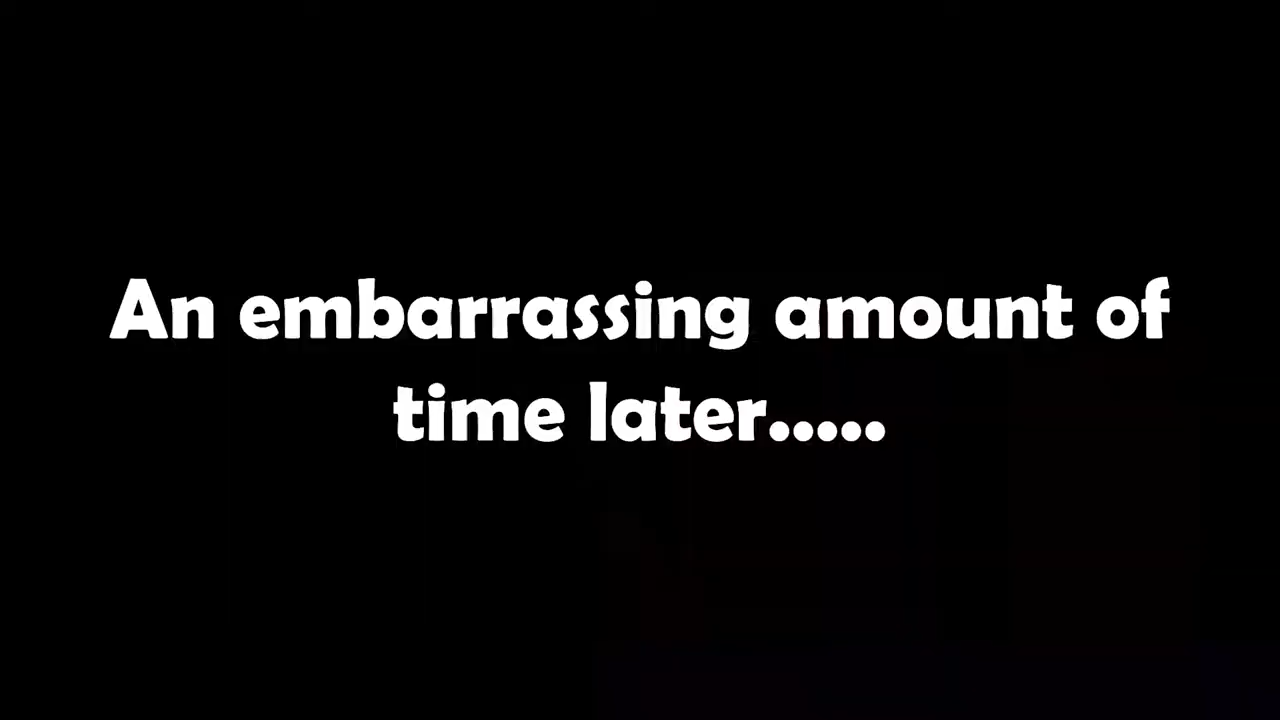 An embarrassing amount of
time later.....